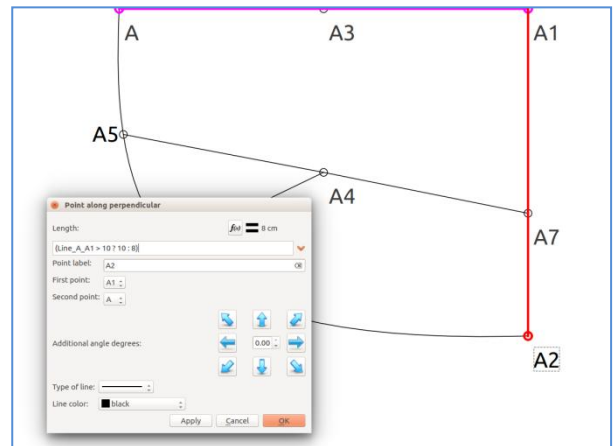 A A3 A1
A5
A4
A7
A2
Point along perpendicular
Length: f(x) = 8 cm
(Line_A_A1 > 10 ? 10 : 8)
Point label: A2
First point: A1
Second point: A
Additional angle degrees: 0.00
Type of line:
Line color: black
Apply Cancel OK